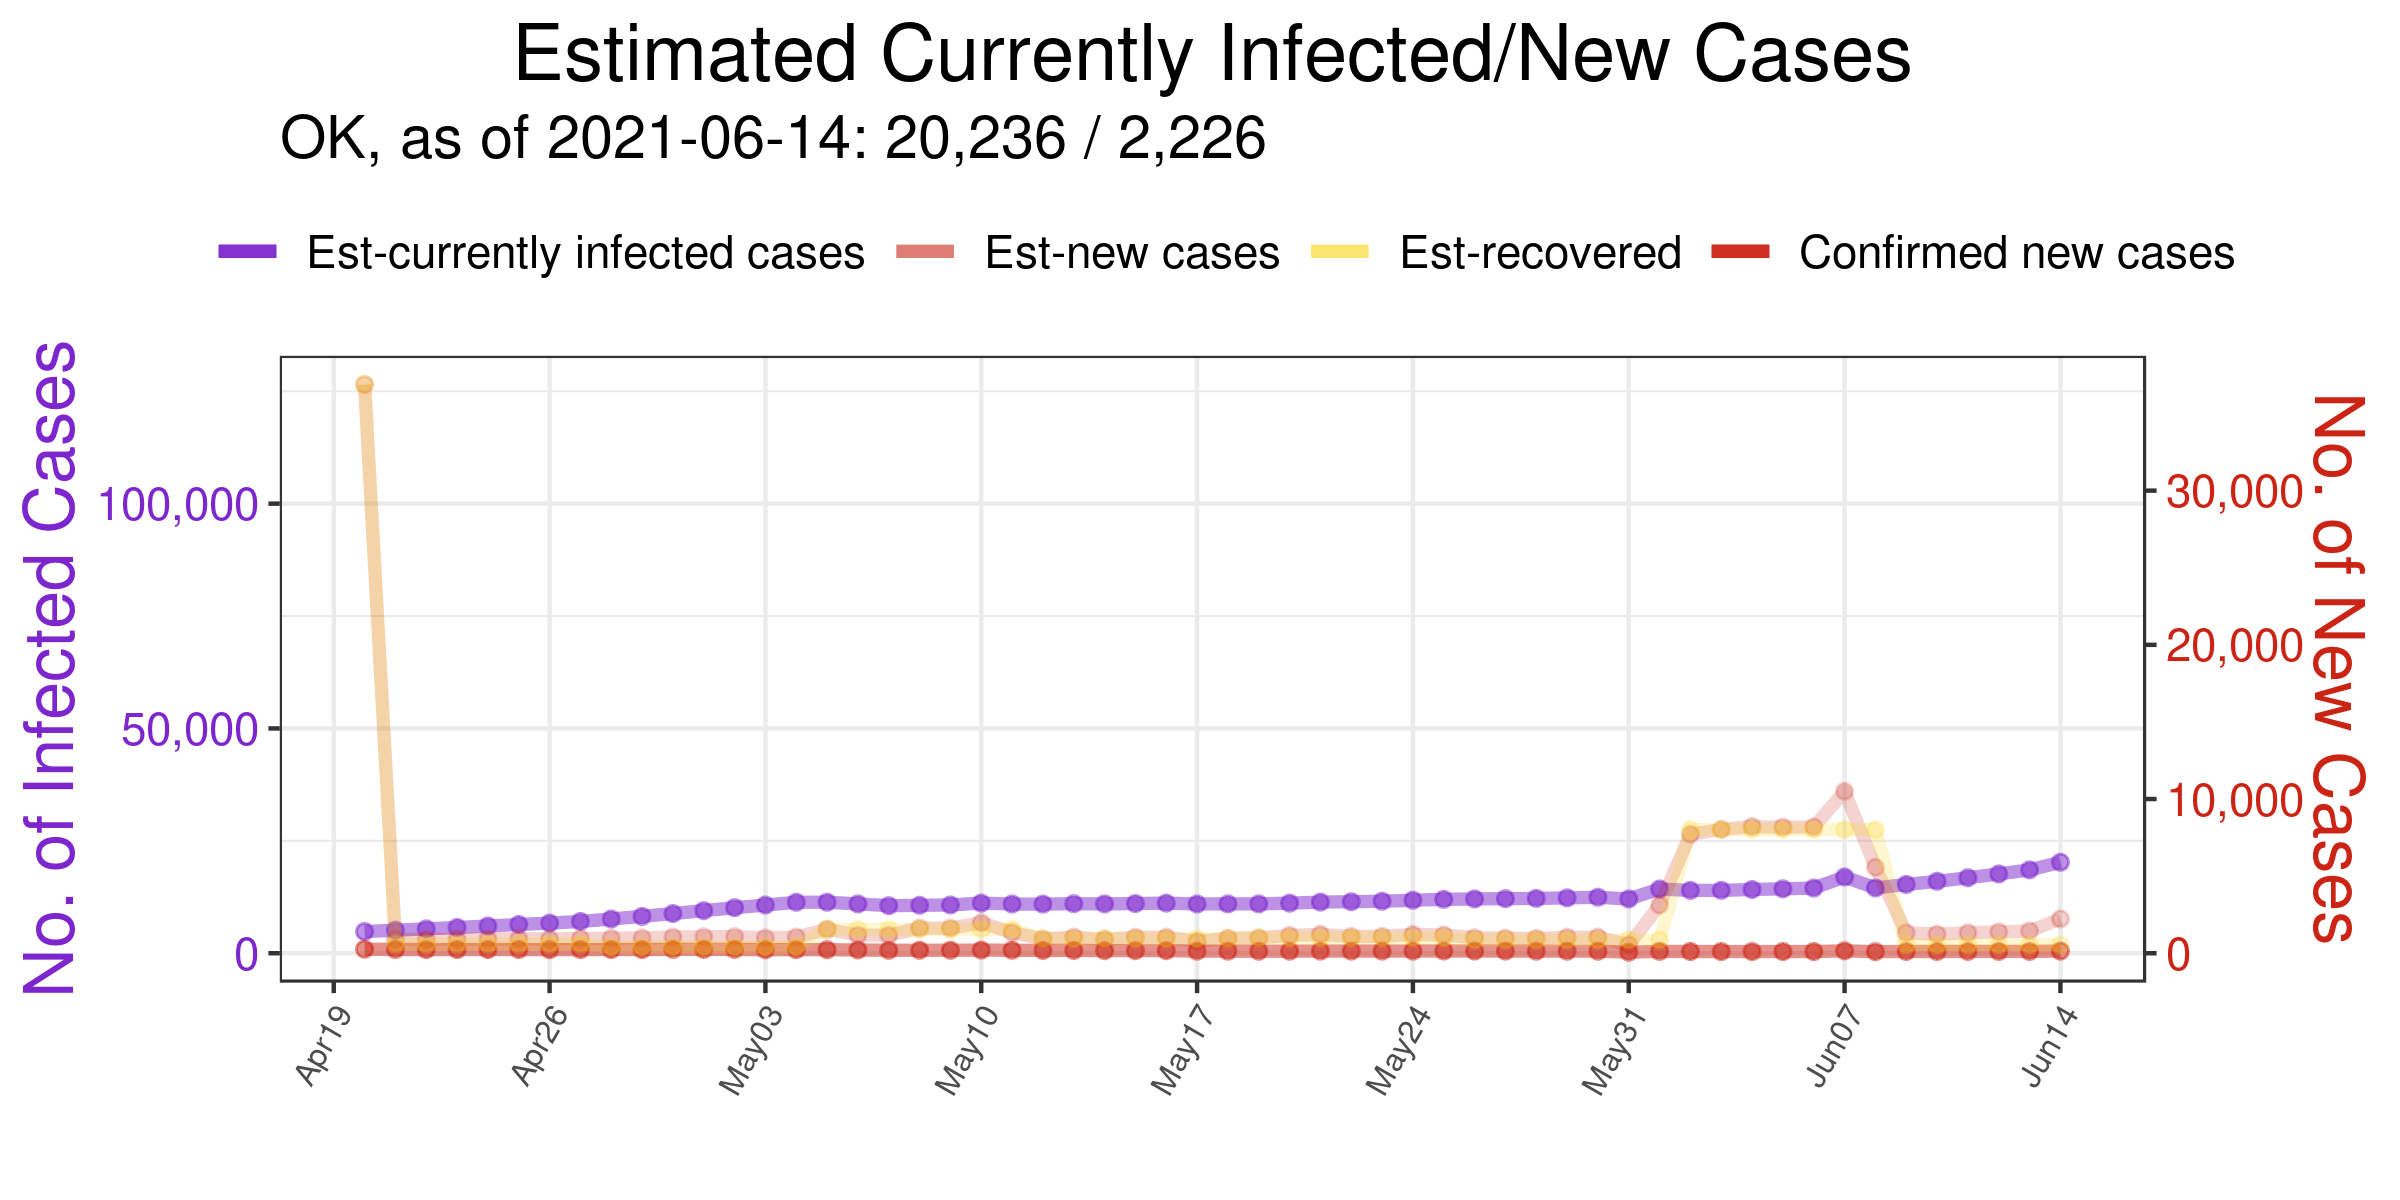 Estimated Currently Infected/New Cases
OK, as of 2021-06-14: 20,236 / 2,226
Est-currently infected cases Est-new cases Est-recovered Confirmed new cases
No. of Infected Cases
100,000
50,000
0
30,000
20,000
10,000
0
No. of New Cases
Apr19 Apr26 May03 May10 May17 May24 May31 Jun07 Jun14